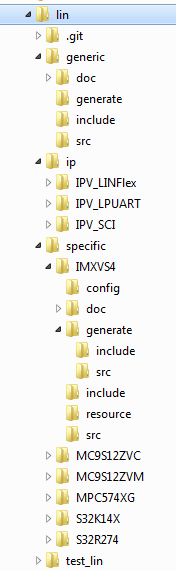 lin
.git
generic
doc
generate
include
src
ip
IPV_LINFlex
IPV_LPUART
IPV_SCI
specific
IMXVS4
config
doc
generate
include
src
include
resource
src
MC9S12ZVC
MC9S12ZVM
MPC574XG
S32K14X
S32R274
test_lin